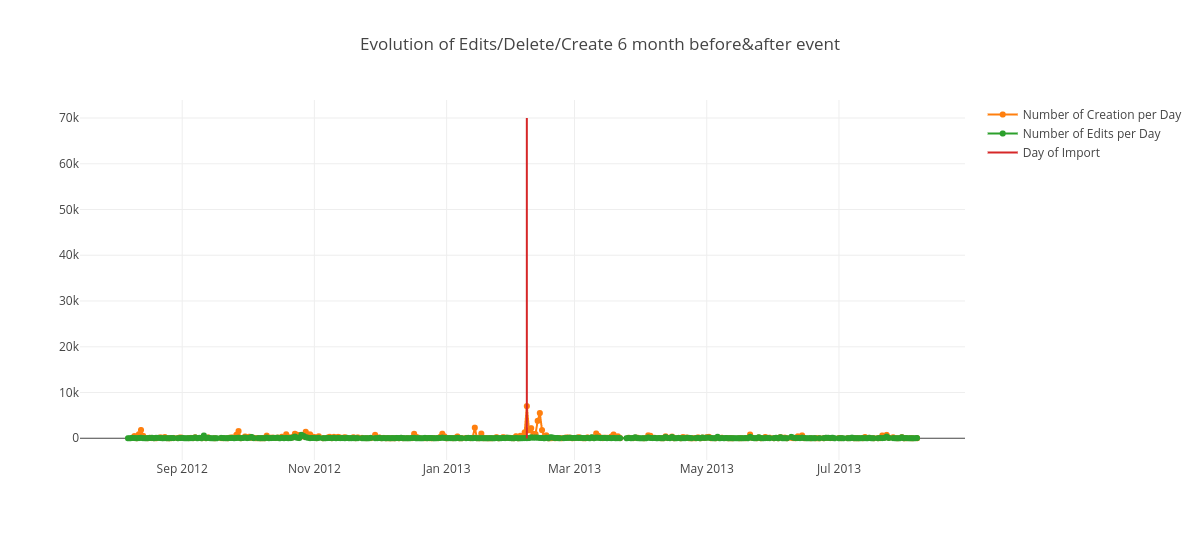 Evolution of Edits/Delete/Create 6 month before&after event
70k
60k
50k
40k
30k
20k
10k
0
Sep 2012
Nov 2012
Jan 2013
Mar 2013
May 2013
Jul 2013
Number of Creation per Day
Number of Edits per Day
Day of Import